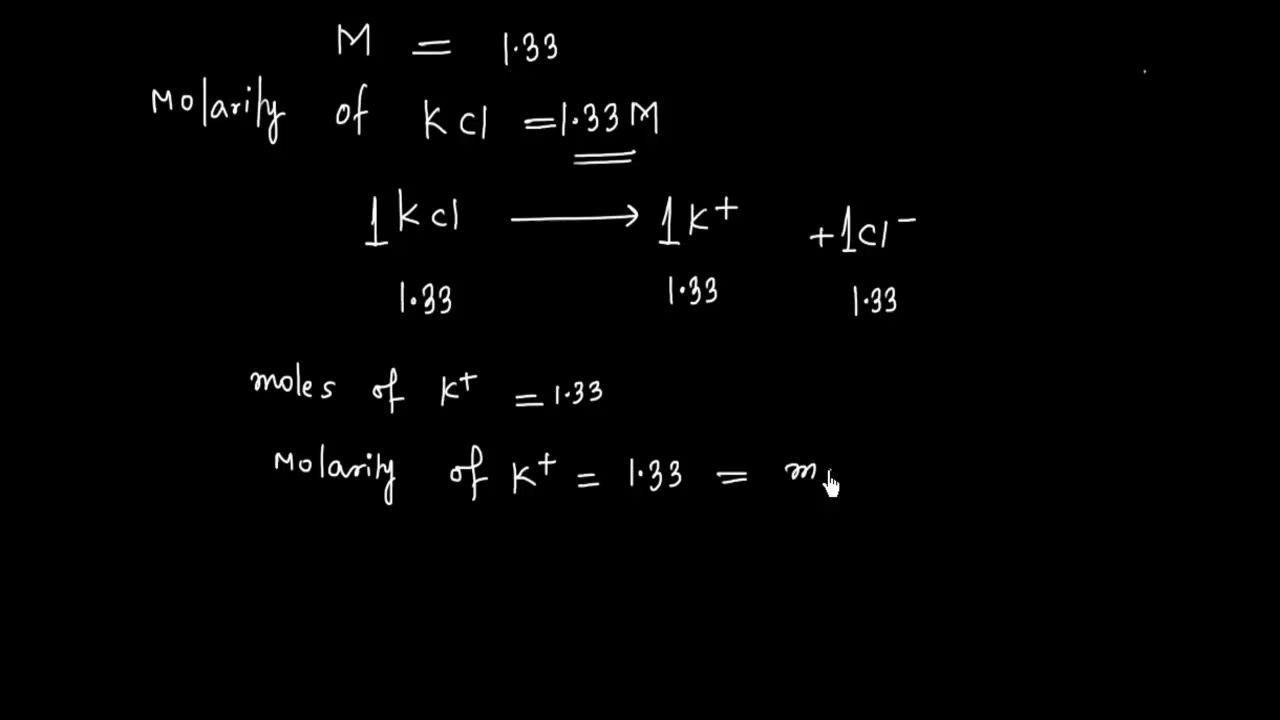 M = 1.33
Molarity of KCl = 1.33 M
1 KCl ⟶ 1 K⁺ + 1 Cl⁻
1.33 1.33 1.33
moles of K⁺ = 1.33
Molarity of K⁺ = 1.33 = m